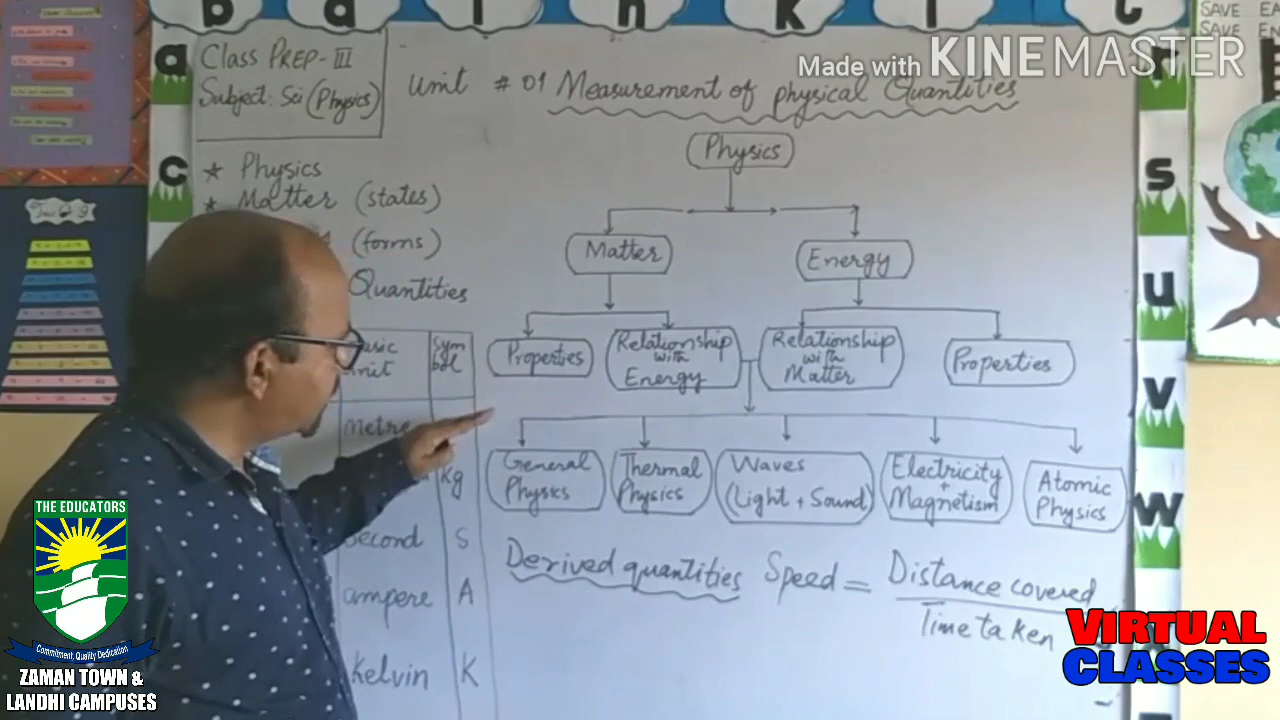 b a l n k l c
SAVE
SAVE
Made with KINEMASTER
a
Class PREP-III
Subject: Sci (Physics)
Unit # 01 Measurement of physical Quantities
c
★ Physics
★ Matter (states)
(forms)
Quantities
Physics
Matter
Energy
Properties
Relationship with Energy
Relationship with Matter
Properties
General Physics
Thermal Physics
Waves (Light + Sound)
Electricity + Magnetism
Atomic Physics
Symbol
Metre
Kg
Second S
ampere A
kelvin K
Derived quantities Speed = Distance covered
Time taken
s
u
v
w
THE EDUCATORS
Commitment, Quality, Dedication
ZAMAN TOWN &
LANDHI CAMPUSES
VIRTUAL
CLASSES